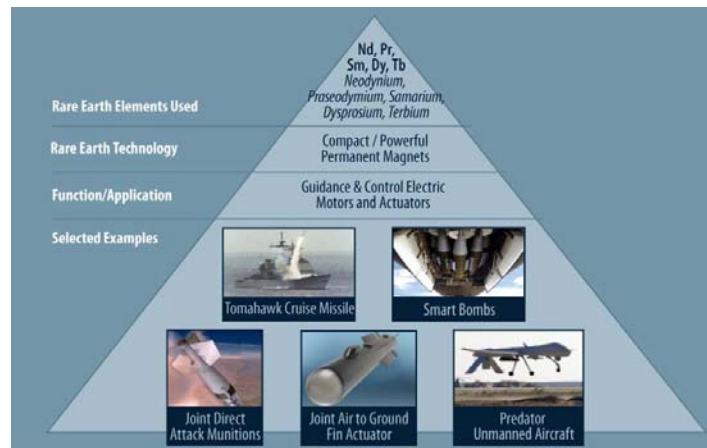 Nd, Pr,
Sm, Dy, Tb
Neodynium,
Praseodymium, Samarium,
Dysprosium, Terbium
Rare Earth Elements Used
Rare Earth Technology
Compact / Powerful
Permanent Magnets
Function/Application
Guidance & Control Electric
Motors and Actuators
Selected Examples
Tomahawk Cruise Missile
Smart Bombs
Joint Direct
Attack Munitions
Joint Air to Ground
Fin Actuator
Predator
Unmanned Aircraft